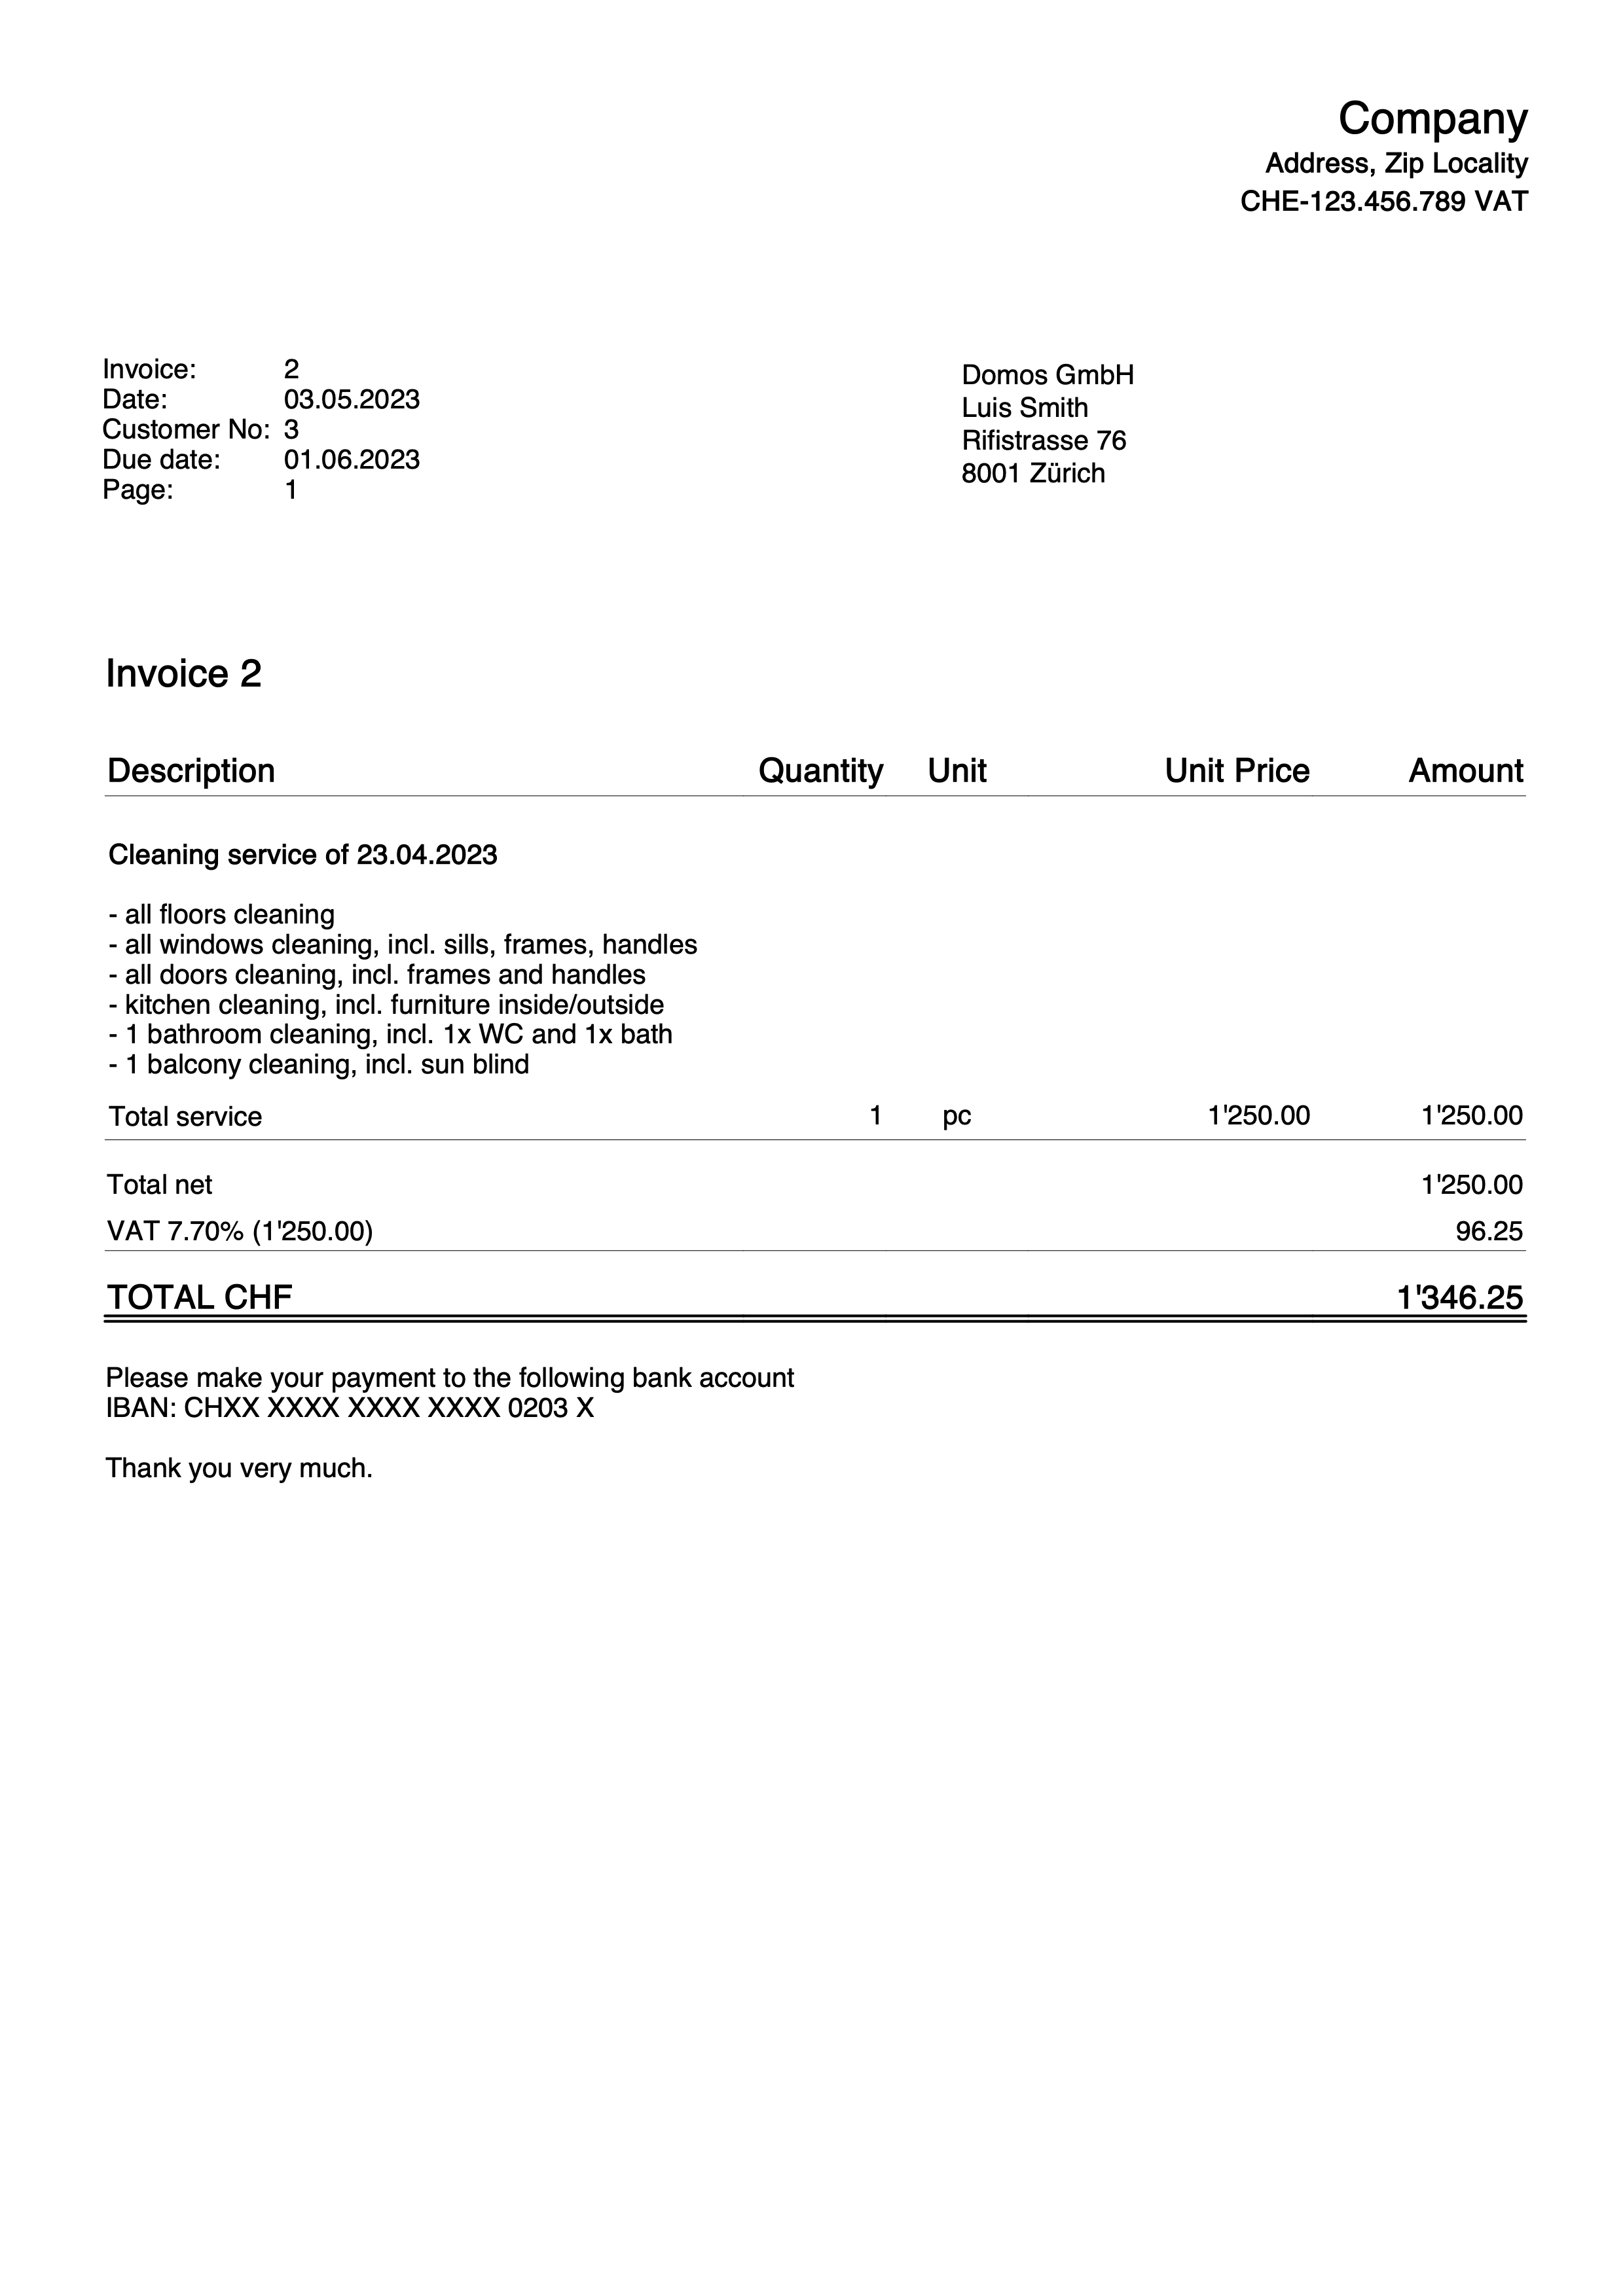 Company
Address, Zip Locality
CHE-123.456.789 VAT
Invoice: 2
Date: 03.05.2023
Customer No: 3
Due date: 01.06.2023
Page: 1
Domos GmbH
Luis Smith
Rifistrasse 76
8001 Zürich
Invoice 2
Description Quantity Unit Unit Price Amount
Cleaning service of 23.04.2023
- all floors cleaning
- all windows cleaning, incl. sills, frames, handles
- all doors cleaning, incl. frames and handles
- kitchen cleaning, incl. furniture inside/outside
- 1 bathroom cleaning, incl. 1x WC and 1x bath
- 1 balcony cleaning, incl. sun blind
Total service 1 pc 1'250.00 1'250.00
Total net 1'250.00
VAT 7.70% (1'250.00) 96.25
TOTAL CHF 1'346.25
Please make your payment to the following bank account
IBAN: CHXX XXXX XXXX XXXX 0203 X
Thank you very much.